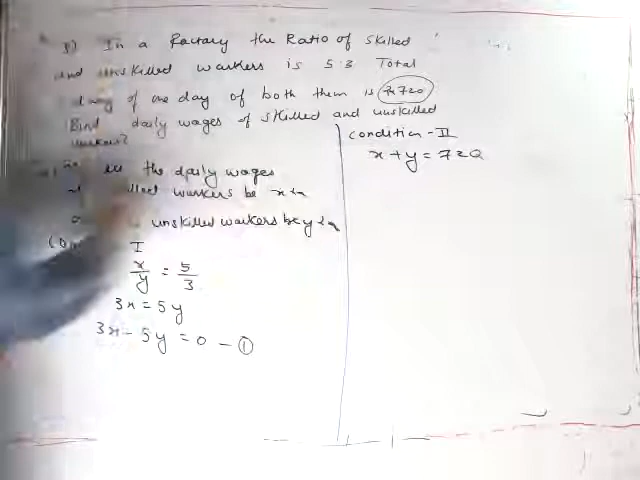 In a factory the Ratio of skilled
and unskilled workers is 5:3 Total
of one day of both them is 720
Find daily wages of skilled and unskilled
workers?
the daily wages
workers be x
unskilled workers be y
I
x/y = 5/3
3x = 5y
3x - 5y = 0 - ①
condition - II
x + y = 720